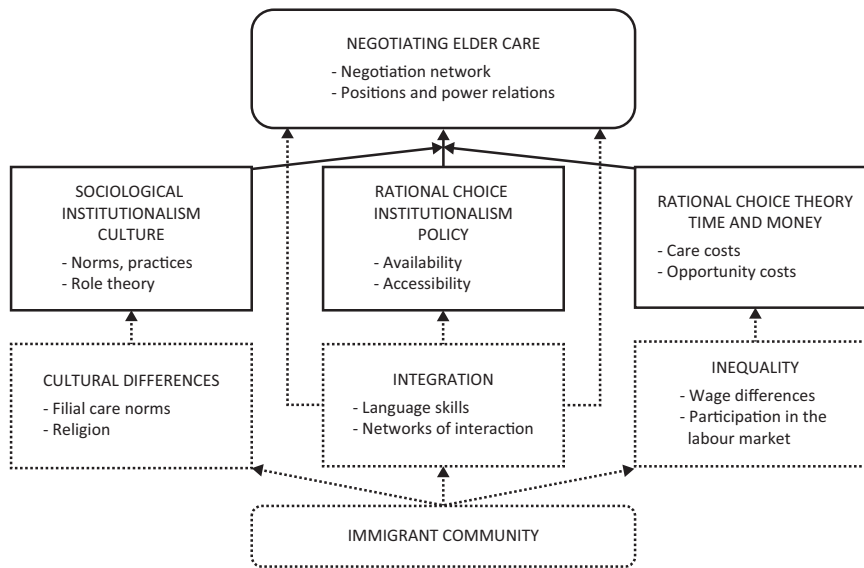 NEGOTIATING ELDER CARE
- Negotiation network
- Positions and power relations
SOCIOLOGICAL
INSTITUTIONALISM
CULTURE
- Norms, practices
- Role theory
RATIONAL CHOICE
INSTITUTIONALISM
POLICY
- Availability
- Accessibility
RATIONAL CHOICE THEORY
TIME AND MONEY
- Care costs
- Opportunity costs
CULTURAL DIFFERENCES
- Filial care norms
- Religion
INTEGRATION
- Language skills
- Networks of interaction
INEQUALITY
- Wage differences
- Participation in the
labour market
IMMIGRANT COMMUNITY